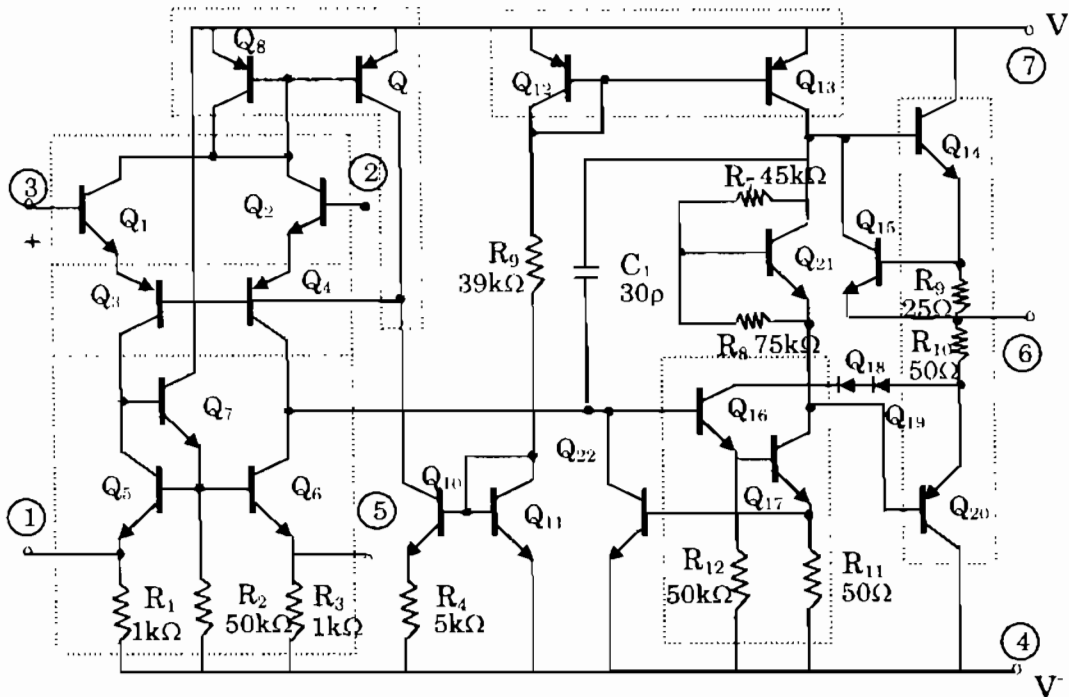 V
⑦
Q₈
Q
Q₁₂
Q₁₃
Q₁₄
③
+
Q₁
Q₂
②
R₇ 45kΩ
Q₁₅
Q₃
Q₄
R₉
39kΩ
C₁
30ρ
Q₂₁
R₉
25Ω
R₈ 75kΩ
R₁₀
50Ω
⑥
Q₇
Q₁₆
Q₁₈
Q₁₉
Q₅
Q₆
⑤
Q₁₀
Q₁₁
Q₂₂
Q₁₇
Q₂₀
①
R₁
1kΩ
R₂
50kΩ
R₃
1kΩ
R₄
5kΩ
R₁₂
50kΩ
R₁₁
50Ω
④
V⁻